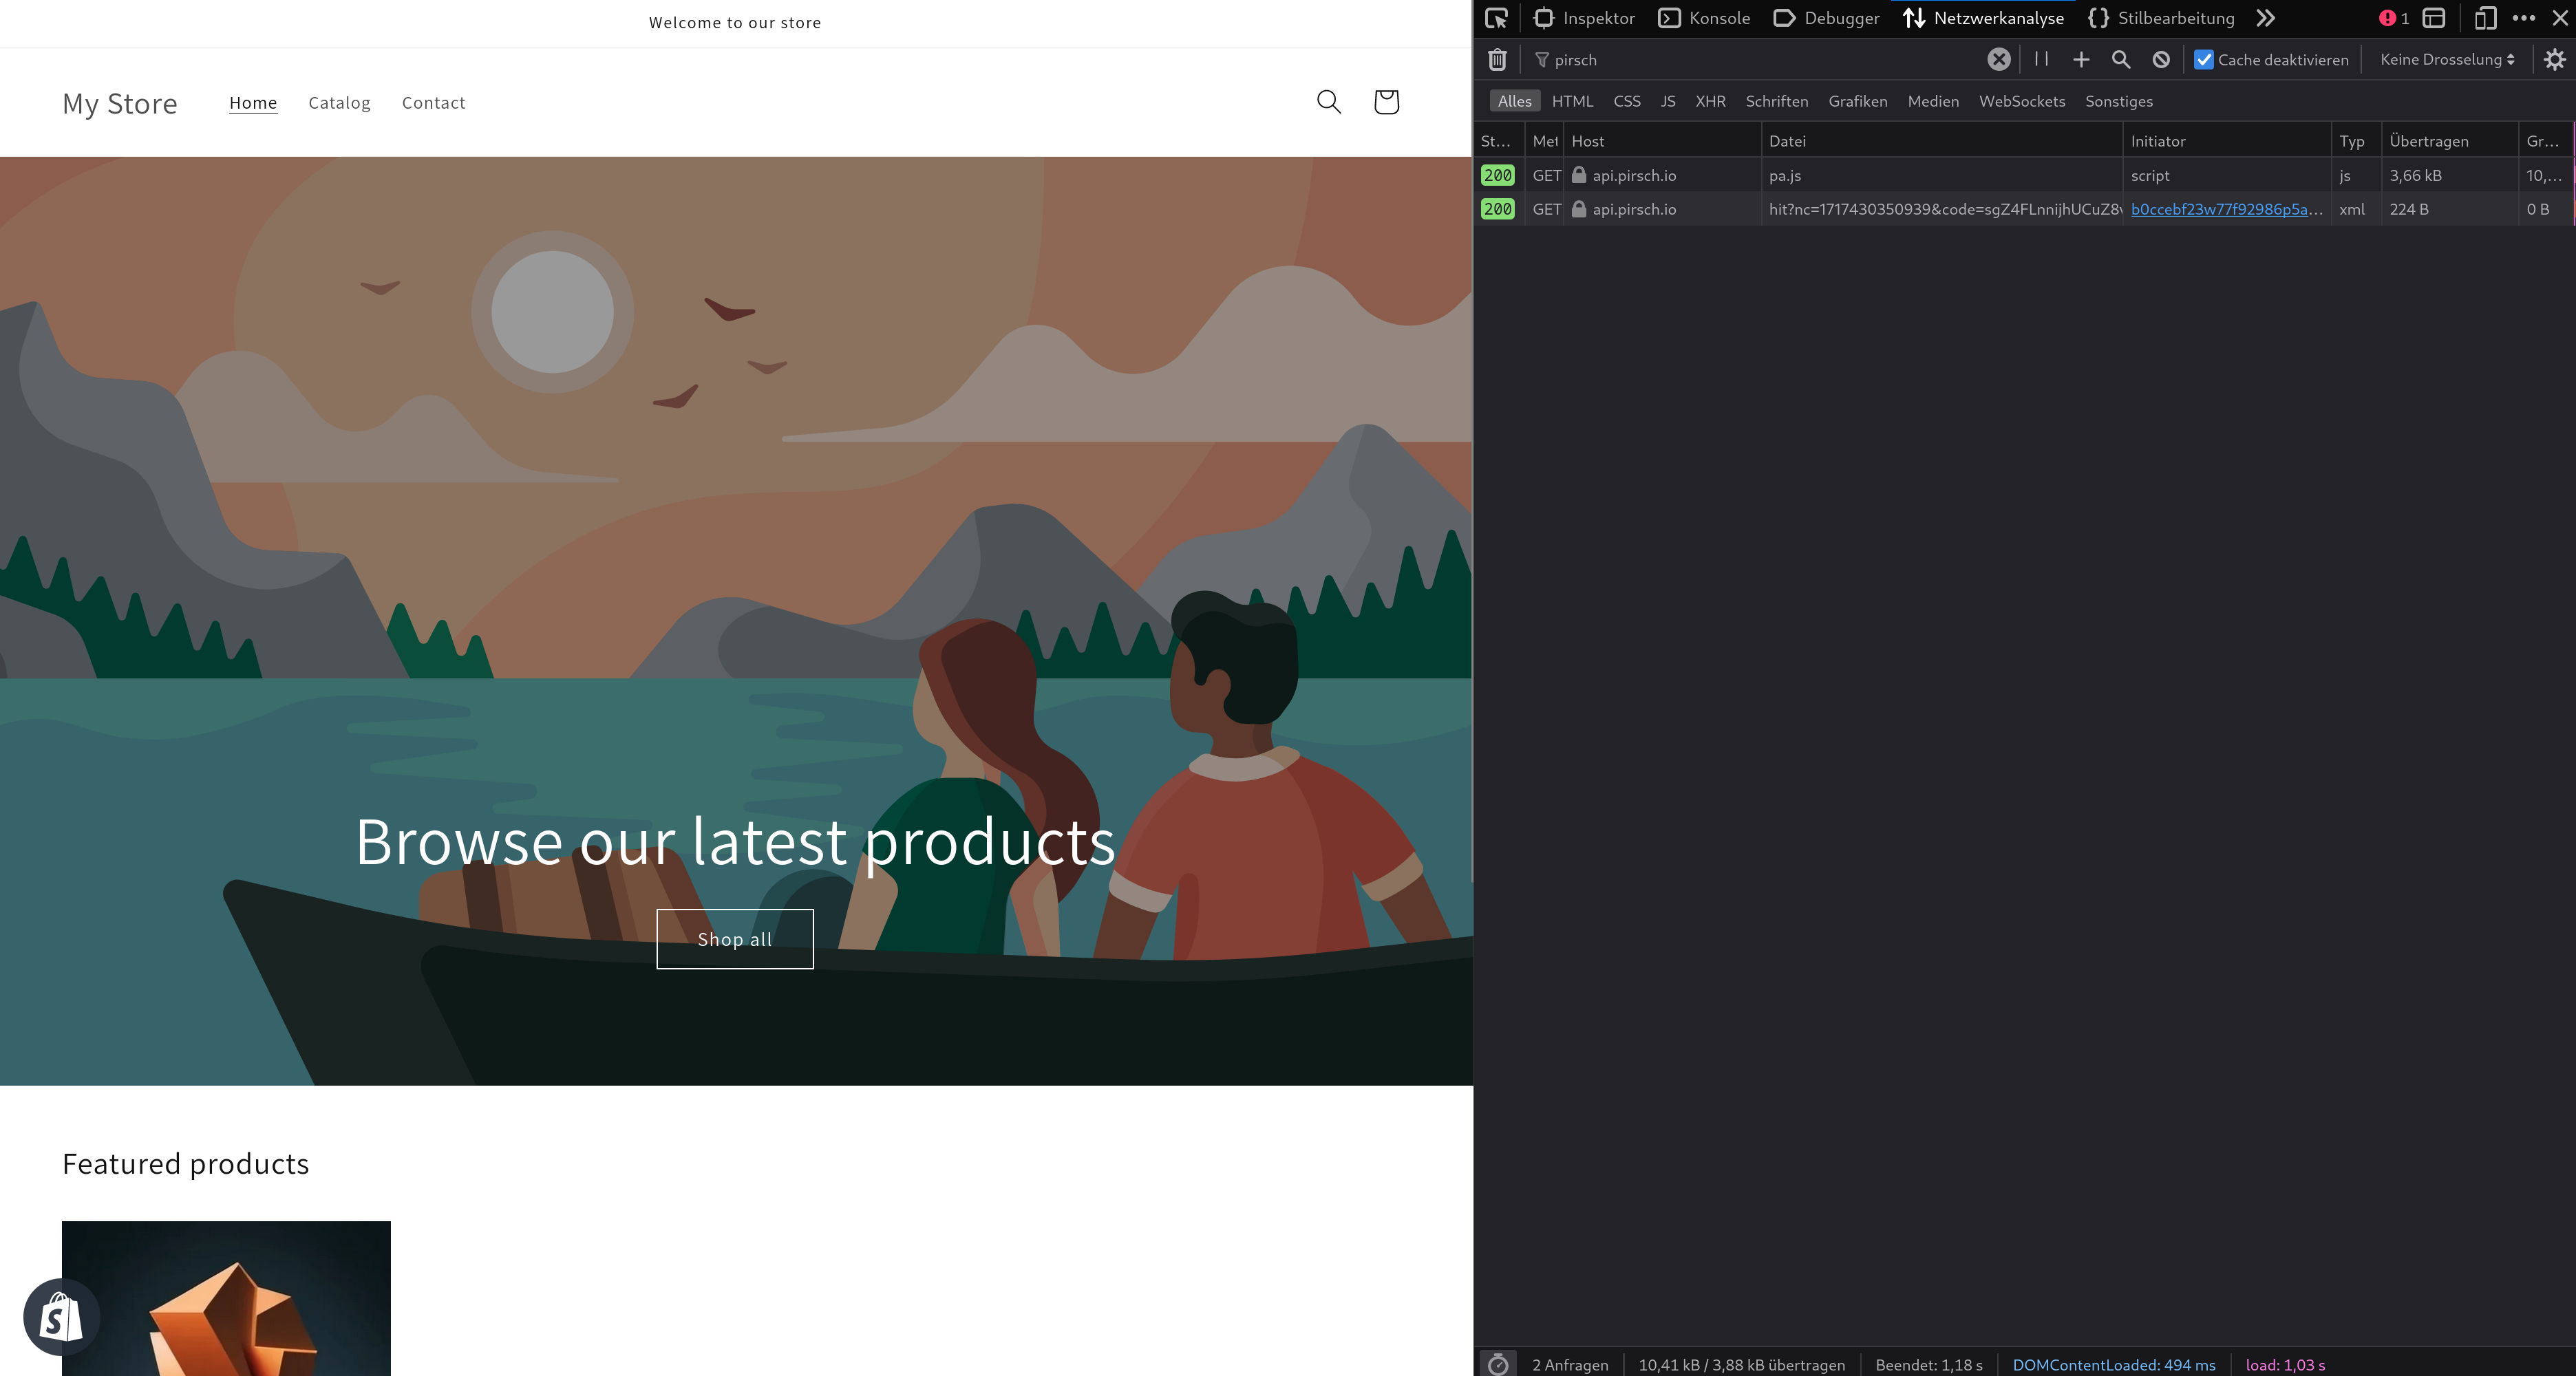 Welcome to our store
My Store
Home Catalog Contact
Browse our latest products
Shop all
Featured products
S
Inspektor Konsole Debugger Netzwerkanalyse Stilbearbeitung 1
pirsch Cache deaktivieren Keine Drosselung
Alles HTML CSS JS XHR Schriften Grafiken Medien WebSockets Sonstiges
St… Met Host Datei Initiator Typ Übertragen Gr…
200 GET api.pirsch.io pa.js script js 3,66 kB 10,…
200 GET api.pirsch.io hit?nc=1717430350939&code=sgZ4FLnnijhUCuZ8v b0ccebf23w77f92986p5a… xml 224 B 0 B
2 Anfragen 10,41 kB / 3,88 kB übertragen Beendet: 1,18 s DOMContentLoaded: 494 ms load: 1,03 s